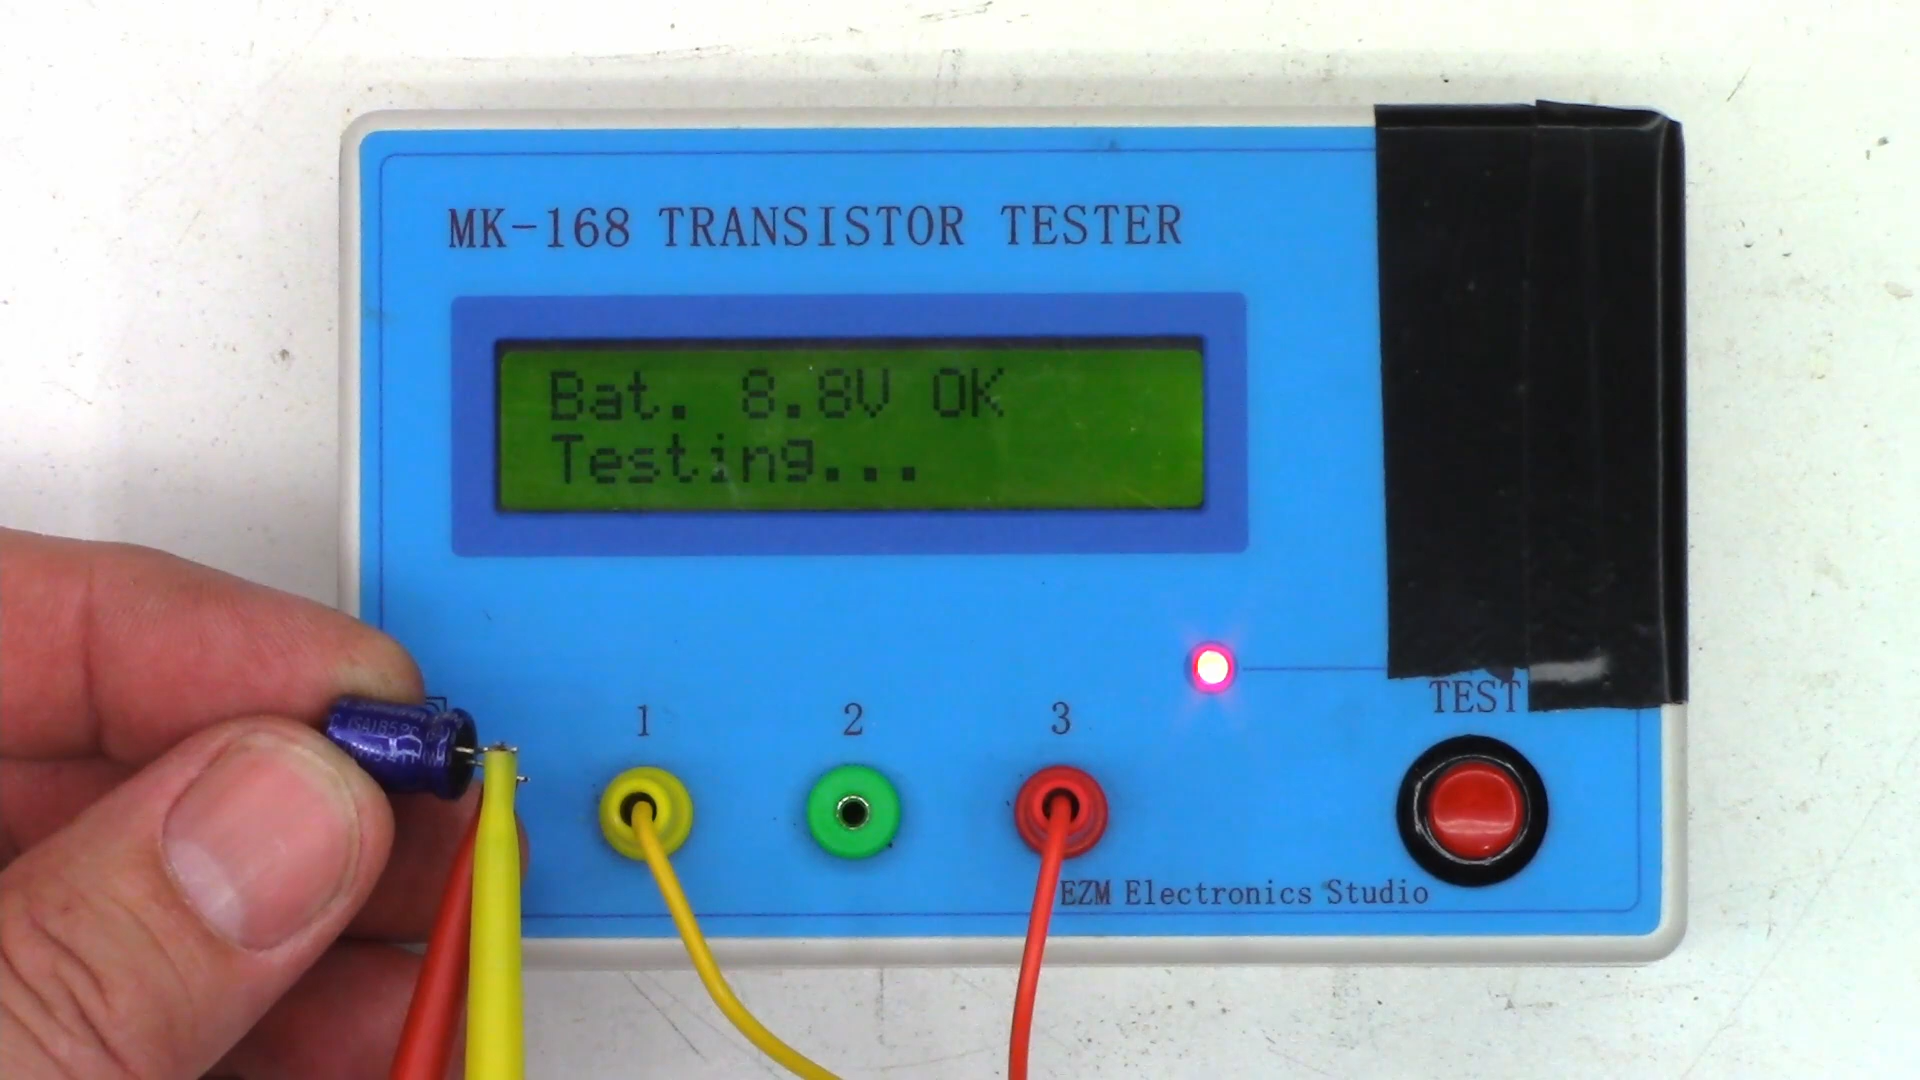 MK-168 TRANSISTOR TESTER
Bat. 8.8V OK
Testing...
1 2 3
TEST
EZM Electronics Studio